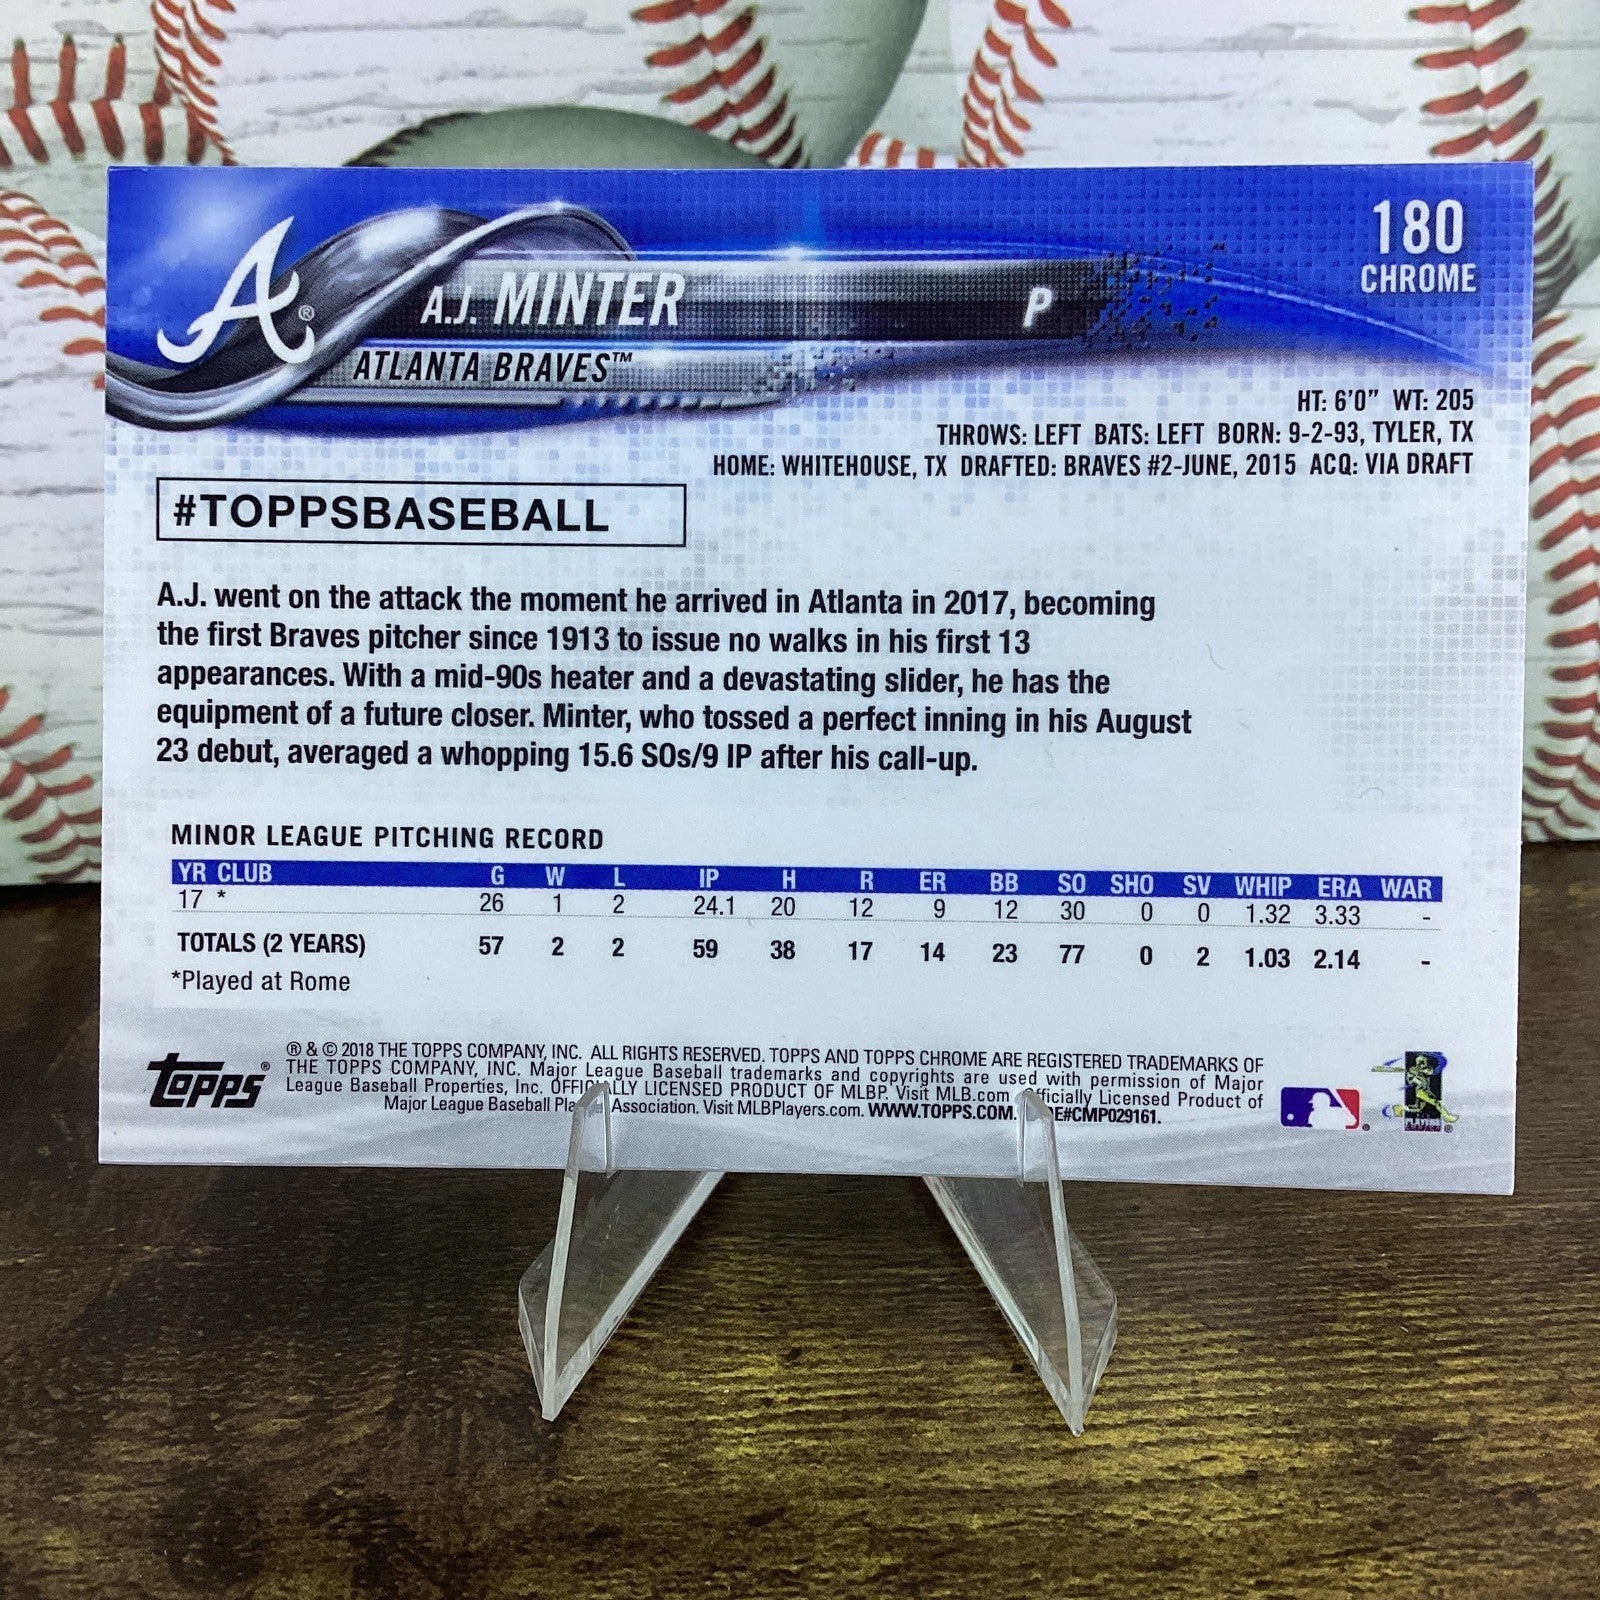 180
CHROME
A
®
A.J. MINTER
P
ATLANTA BRAVES™
HT: 6'0" WT: 205
THROWS: LEFT BATS: LEFT BORN: 9-2-93, TYLER, TX
HOME: WHITEHOUSE, TX DRAFTED: BRAVES #2-JUNE, 2015 ACQ: VIA DRAFT
#TOPPSBASEBALL
A.J. went on the attack the moment he arrived in Atlanta in 2017, becoming
the first Braves pitcher since 1913 to issue no walks in his first 13
appearances. With a mid-90s heater and a devastating slider, he has the
equipment of a future closer. Minter, who tossed a perfect inning in his August
23 debut, averaged a whopping 15.6 SOs/9 IP after his call-up.
MINOR LEAGUE PITCHING RECORD
YR CLUB G W L IP H R ER BB SO SHO SV WHIP ERA WAR
17 * 26 1 2 24.1 20 12 9 12 30 0 0 1.32 3.33 -
TOTALS (2 YEARS) 57 2 2 59 38 17 14 23 77 0 2 1.03 2.14 -
*Played at Rome
topps®
® & © 2018 THE TOPPS COMPANY, INC. ALL RIGHTS RESERVED. TOPPS AND TOPPS CHROME ARE REGISTERED TRADEMARKS OF
THE TOPPS COMPANY, INC. Major League Baseball trademarks and copyrights are used with permission of Major
League Baseball Properties, Inc. OFFICIALLY LICENSED PRODUCT OF MLBP. Visit MLB.com Officially Licensed Product of
Major League Baseball Association. Visit MLBPlayers.com. WWW.TOPPS.COM. #CMP029161.
PLAYERS